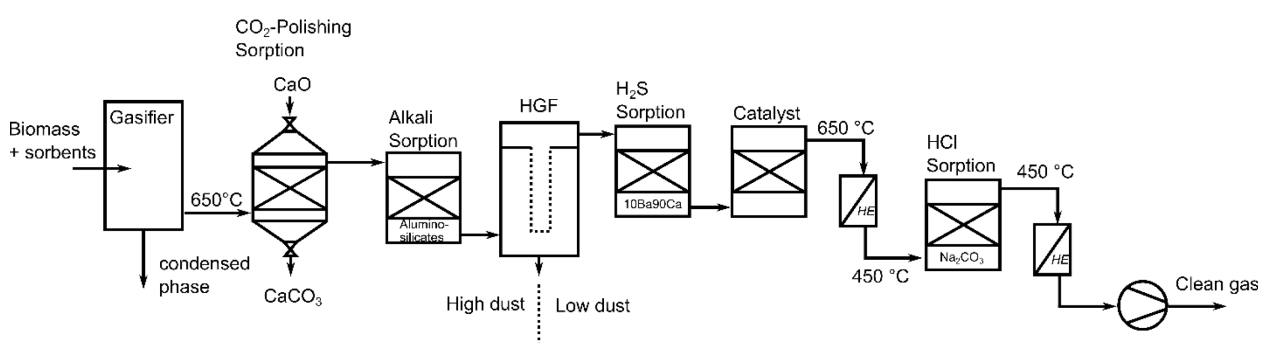 CO₂-Polishing
Sorption
CaO
Gasifier
Biomass
+ sorbents
650°C
condensed
phase
CaCO₃
Alkali
Sorption
Alumino-
silicates
HGF
High dust
Low dust
H₂S
Sorption
10Ba90Ca
Catalyst
650 °C
HE
450 °C
HCl
Sorption
Na₂CO₃
450 °C
HE
Clean gas